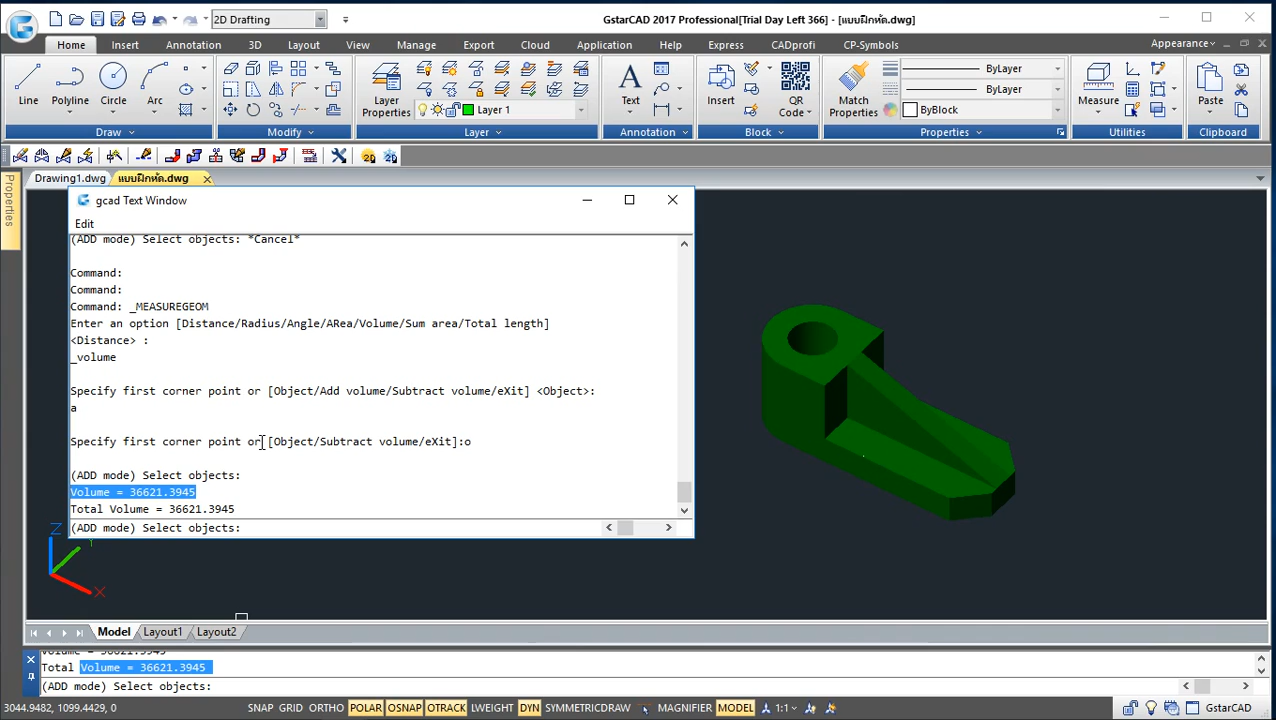 2D Drafting
GstarCAD 2017 Professional[Trial Day Left 366] - [แบบฝึกหัด.dwg]
Home Insert Annotation 3D Layout View Manage Export Cloud Application Help Express CADprofi CP-Symbols Appearance
Line Polyline Circle Arc
Layer Properties
Layer 1
Text
Insert
QR Code
Match Properties
ByLayer
ByLayer
ByBlock
Measure
Paste
Draw Modify Layer Annotation Block Properties Utilities Clipboard
Drawing1.dwg แบบฝึกหัด.dwg
Properties
gcad Text Window
Edit
(ADD mode) Select objects: *Cancel*
Command:
Command:
Command: _MEASUREGEOM
Enter an option [Distance/Radius/Angle/ARea/Volume/Sum area/Total length]
<Distance> :
_volume
Specify first corner point or [Object/Add volume/Subtract volume/eXit] <Object>:
a
Specify first corner point or [Object/Subtract volume/eXit]:o
(ADD mode) Select objects:
Volume = 36621.3945
Total Volume = 36621.3945
(ADD mode) Select objects:
Z
Y
X
Model Layout1 Layout2
Volume = 36621.3945
Total Volume = 36621.3945
(ADD mode) Select objects:
3044.9482, 1099.4429, 0 SNAP GRID ORTHO POLAR OSNAP OTRACK LWEIGHT DYN SYMMETRICDRAW MAGNIFIER MODEL 1:1 GstarCAD